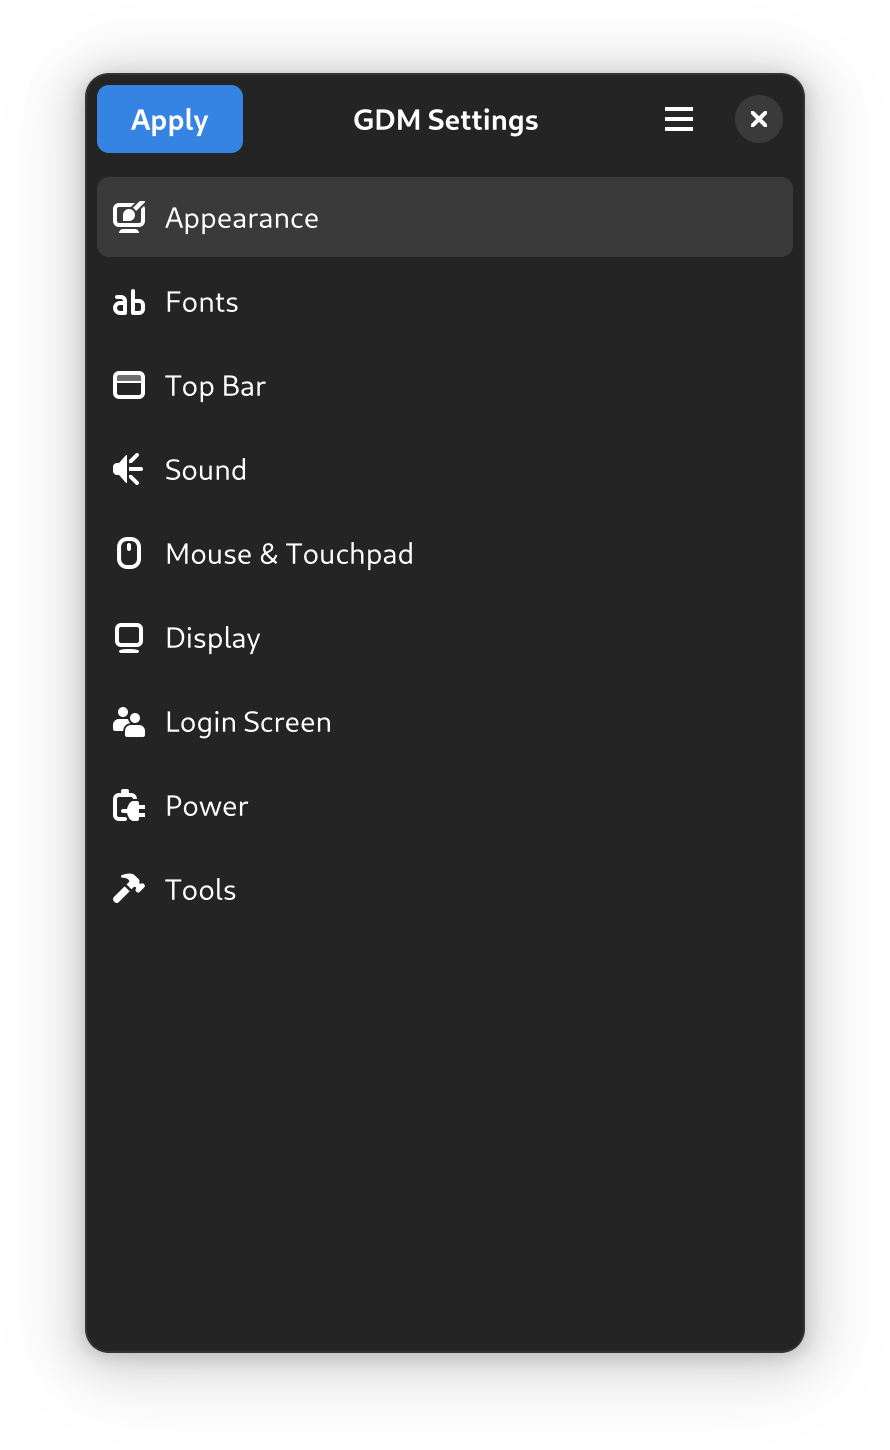 Apply
GDM Settings
Appearance
Fonts
Top Bar
Sound
Mouse & Touchpad
Display
Login Screen
Power
Tools